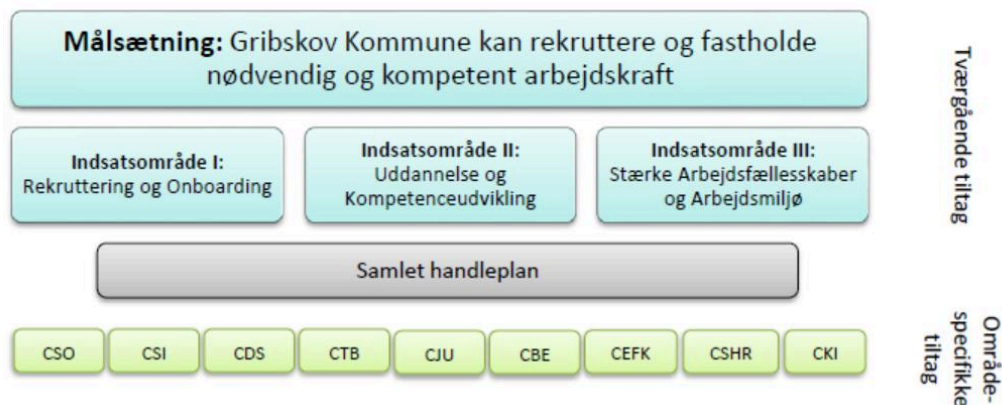 Målsætning: Gribskov Kommune kan rekruttere og fastholde
nødvendig og kompetent arbejdskraft
Indsatsområde I:
Rekruttering og Onboarding
Indsatsområde II:
Uddannelse og
Kompetenceudvikling
Indsatsområde III:
Stærke Arbejdsfællesskaber
og Arbejdsmiljø
Tværgående tiltag
Samlet handleplan
CSO
CSI
CDS
CTB
CJU
CBE
CEFK
CSHR
CKI
Område-
specifikke
tiltag